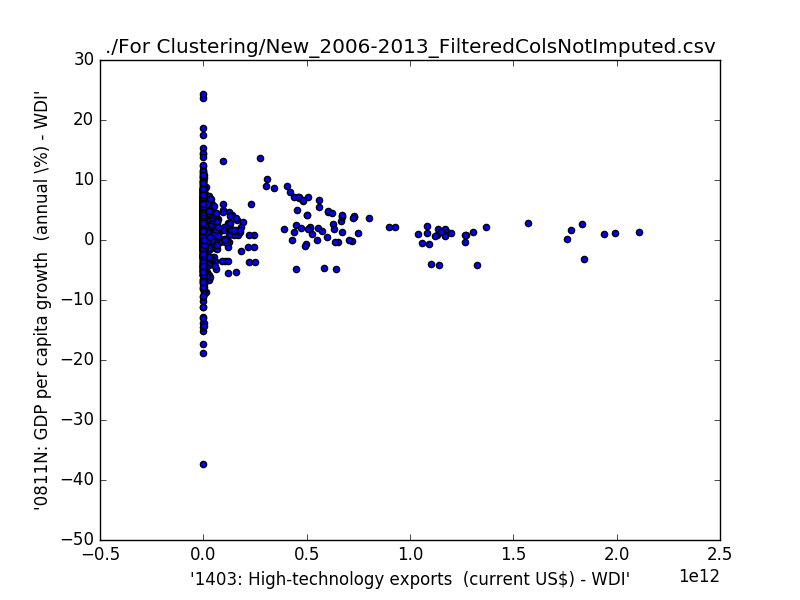 ./For Clustering/New_2006-2013_FilteredColsNotImputed.csv
30
20
10
0
−10
−20
−30
−40
−50
'0811N: GDP per capita growth  (annual \%) - WDI'
−0.5 0.0 0.5 1.0 1.5 2.0 2.5
1e12
'1403: High-technology exports  (current US$) - WDI'